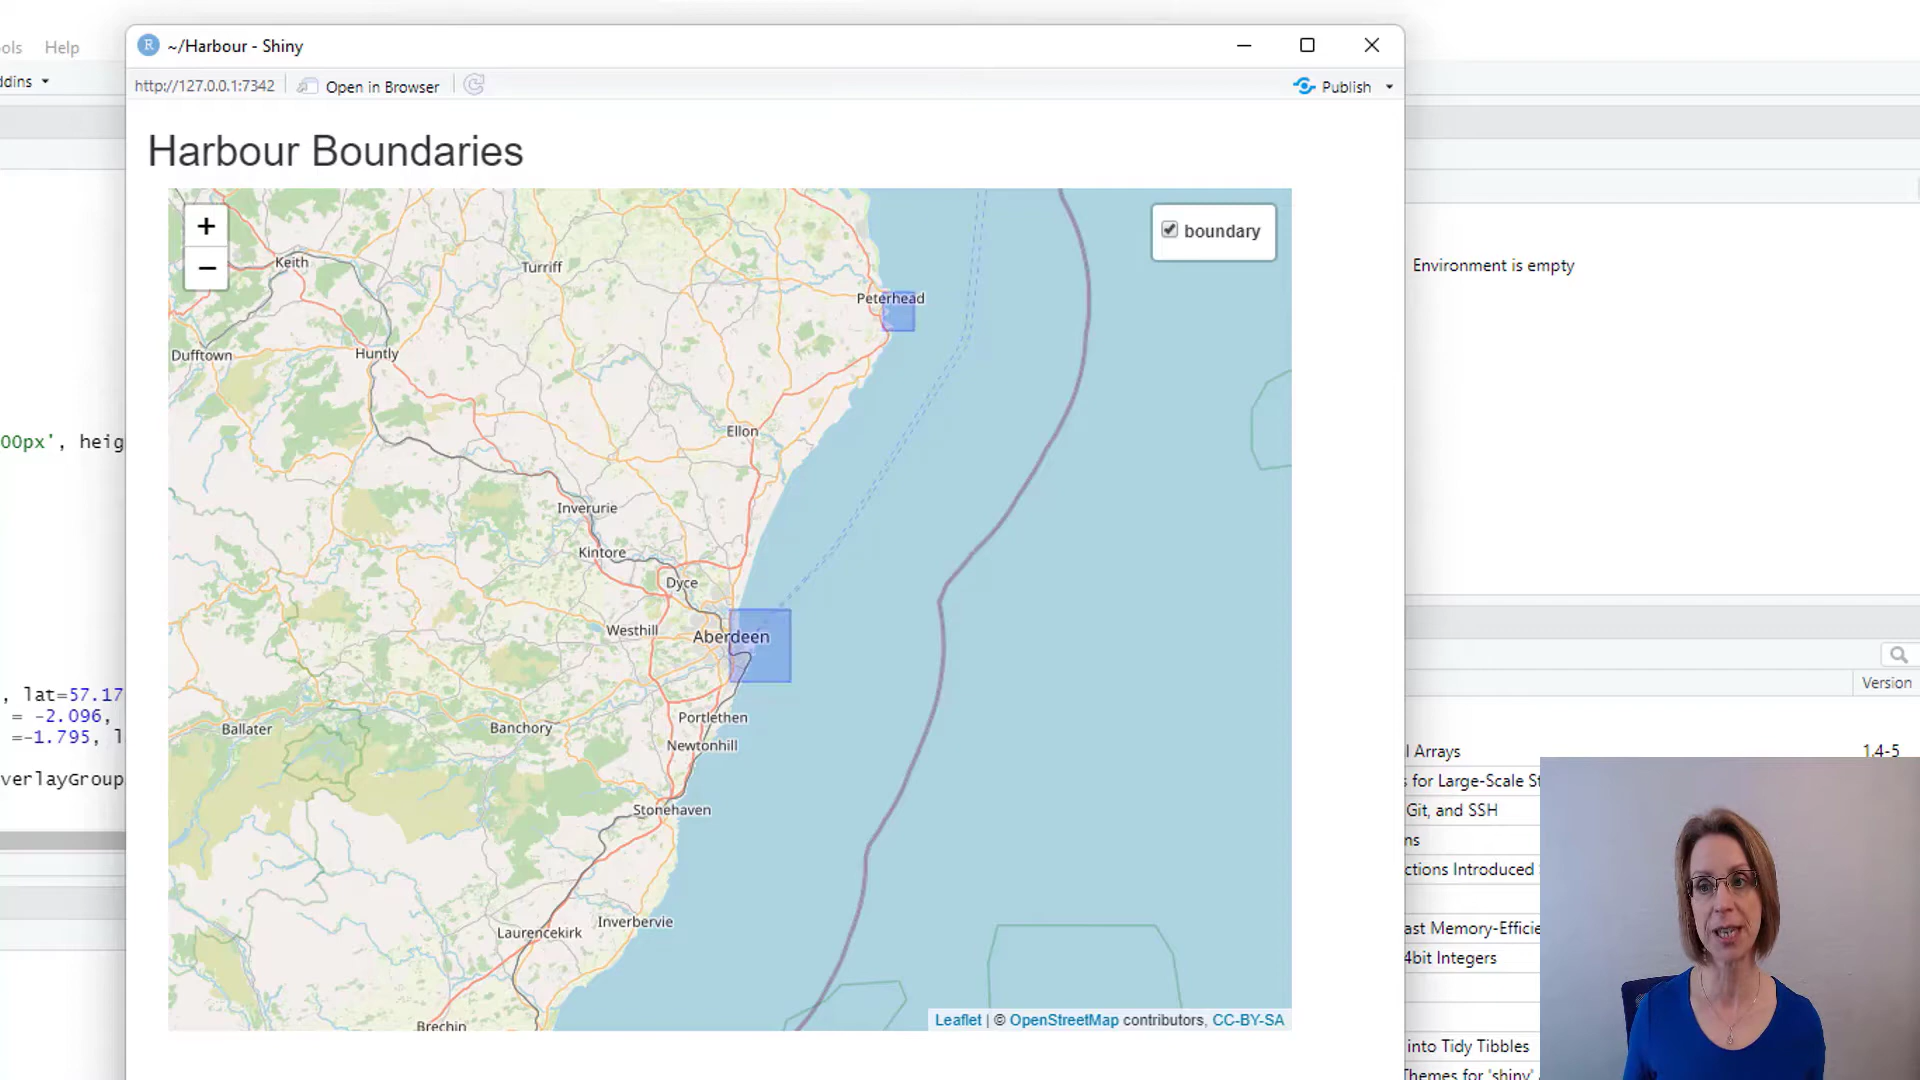 ols Help
~/Harbour - Shiny
ddins
http://127.0.0.1:7342 Open in Browser Publish
Harbour Boundaries
+
−
boundary
Keith
Turriff
Peterhead
Dufftown
Huntly
Ellon
Inverurie
Kintore
Dyce
Westhill
Aberdeen
Portlethen
Ballater
Banchory
Newtonhill
Stonehaven
Inverbervie
Laurencekirk
Brechin
Leaflet | © OpenStreetMap contributors, CC-BY-SA
00px', heig
, lat=57.17
= -2.096,
=-1.795, l
verlayGroup
Environment is empty
Version
l Arrays 1.4-5
s for Large-Scale St
Git, and SSH
ns
ctions Introduced
ast Memory-Efficie
4bit Integers
into Tidy Tibbles
Themes for 'shiny'